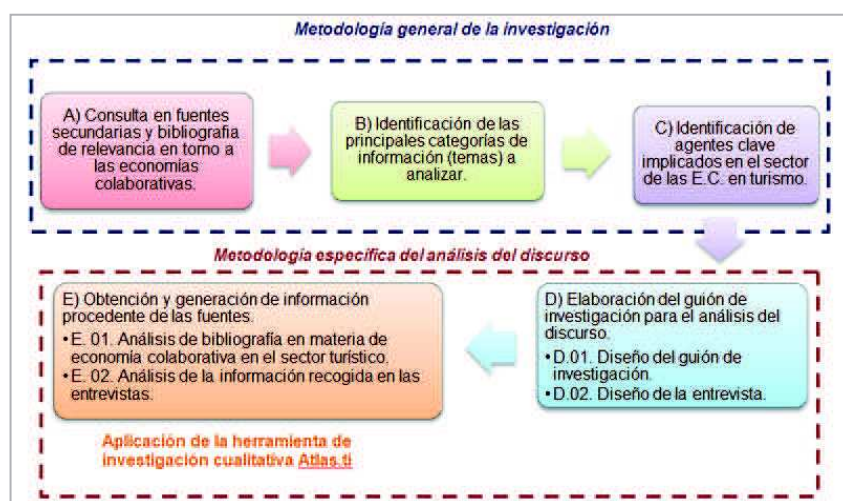 Metodología general de la investigación
A) Consulta en fuentes
secundarias y bibliografia
de relevancia en torno a
las economías
colaborativas.
B) Identificación de las
principales categorías de
información (temas) a
analizar.
C) Identificación de
agentes clave
implicados en el sector
de las E.C. en turismo.
Metodología específica del análisis del discurso
E) Obtención y generación de información
procedente de las fuentes.
•E. 01. Análisis de bibliografía en materia de
economía colaborativa en el sector turístico.
•E. 02. Análisis de la información recogida en las
entrevistas.
D) Elaboración del guión de
investigación para el análisis del
discurso.
•D.01. Diseño del guión de
investigación.
•D.02. Diseño de la entrevista.
Aplicación de la herramienta de
investigación cualitativa Atlas.ti